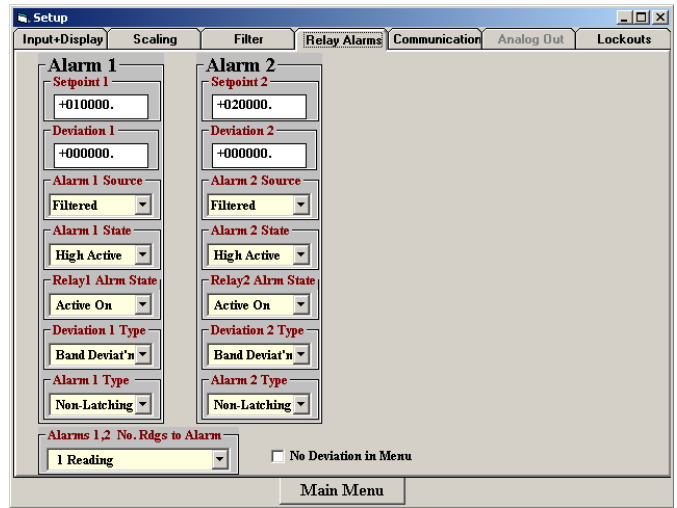 Setup
Input+Display Scaling Filter Relay Alarms Communication Analog Out Lockouts
Alarm 1 Alarm 2
Setpoint 1 Setpoint 2
+010000. +020000.
Deviation 1 Deviation 2
+000000. +000000.
Alarm 1 Source Alarm 2 Source
Filtered Filtered
Alarm 1 State Alarm 2 State
High Active High Active
Relay1 Alrm State Relay2 Alrm State
Active On Active On
Deviation 1 Type Deviation 2 Type
Band Deviat'n Band Deviat'n
Alarm 1 Type Alarm 2 Type
Non-Latching Non-Latching
Alarms 1,2 No. Rdgs to Alarm
1 Reading No Deviation in Menu
Main Menu